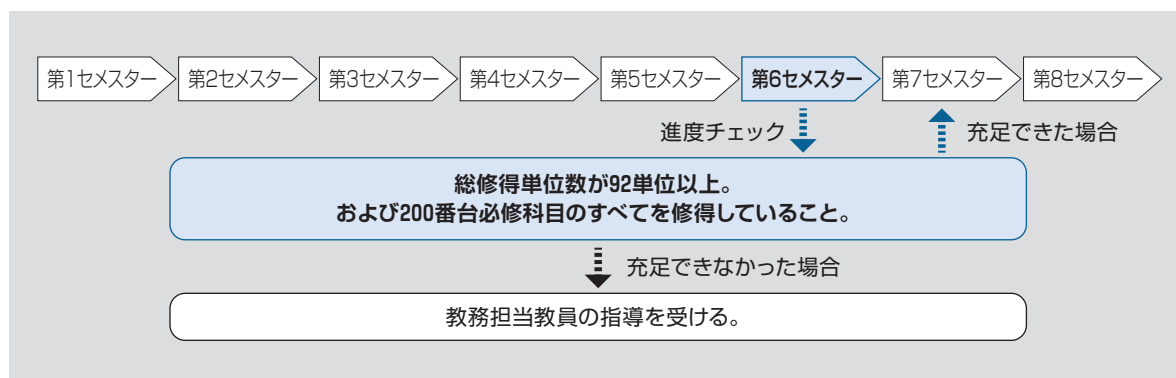 第1セメスター 第2セメスター 第3セメスター 第4セメスター 第5セメスター 第6セメスター 第7セメスター 第8セメスター
進度チェック 充足できた場合
総修得単位数が92単位以上。
および200番台必修科目のすべてを修得していること。
充足できなかった場合
教務担当教員の指導を受ける。